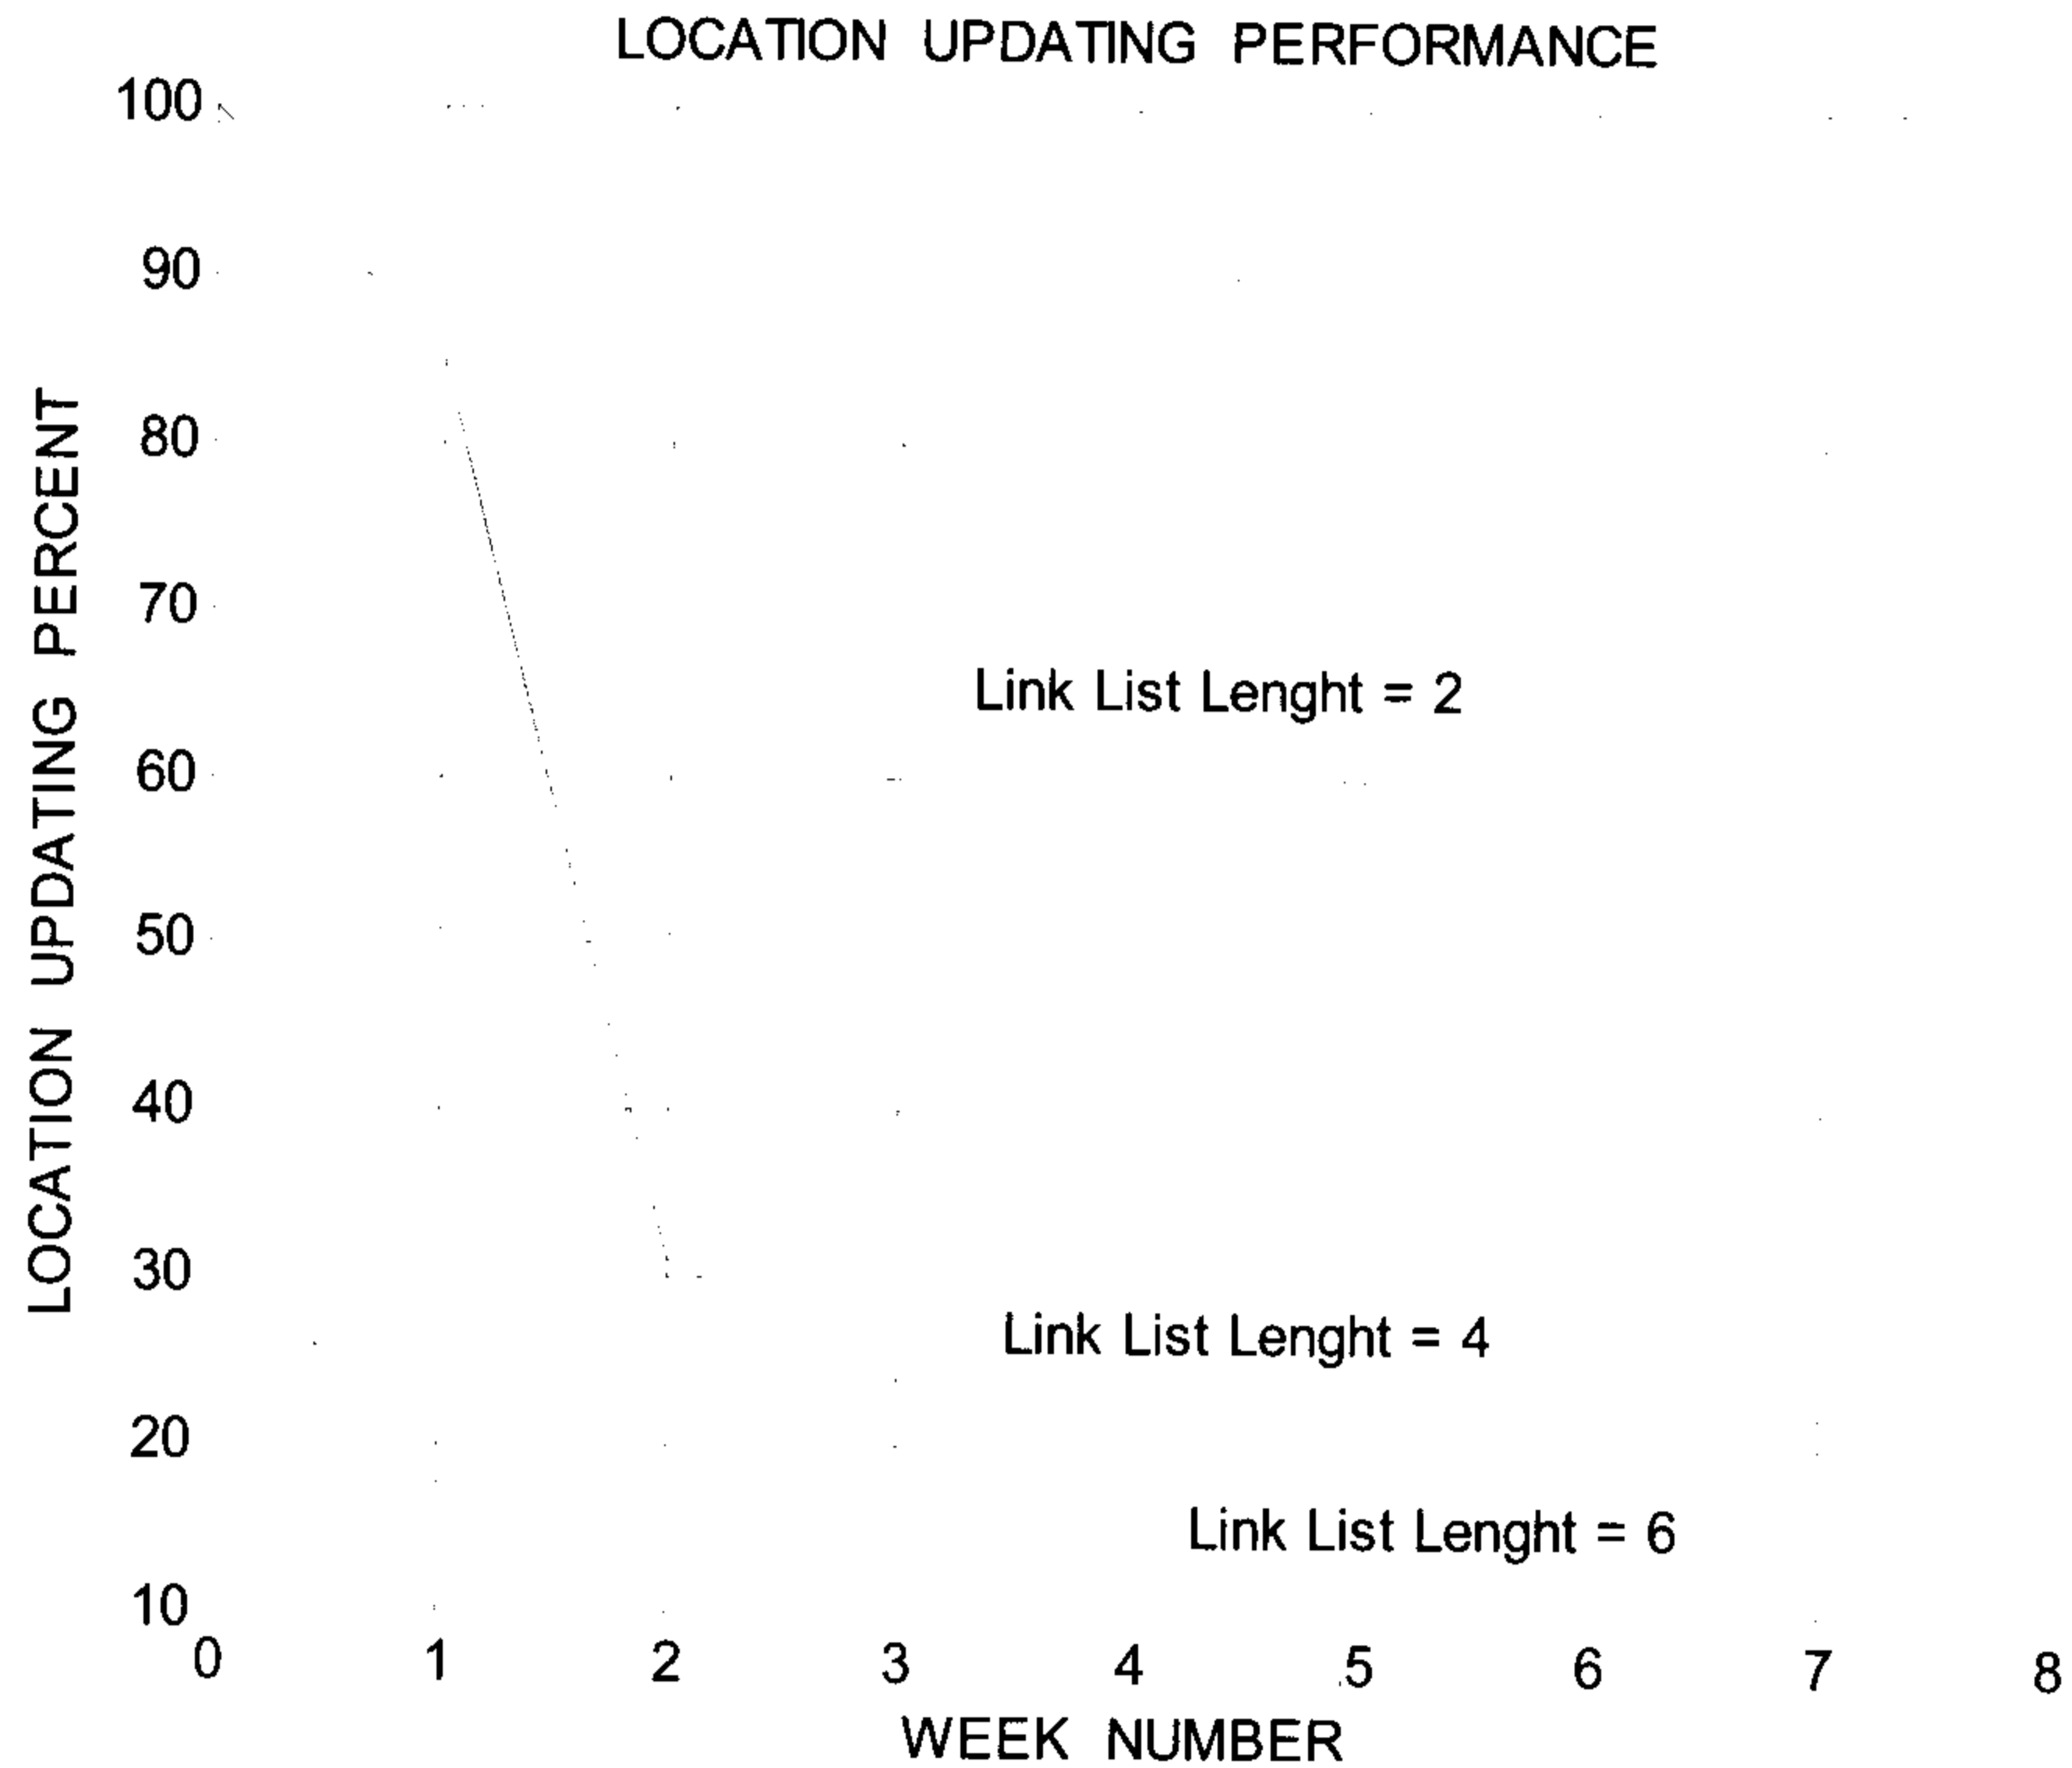 LOCATION UPDATING PERFORMANCE
100
90
80
70
60
50
40
30
20
10
LOCATION UPDATING PERCENT
Link List Lenght = 2
Link List Lenght = 4
Link List Lenght = 6
0 1 2 3 4 5 6 7 8
WEEK NUMBER